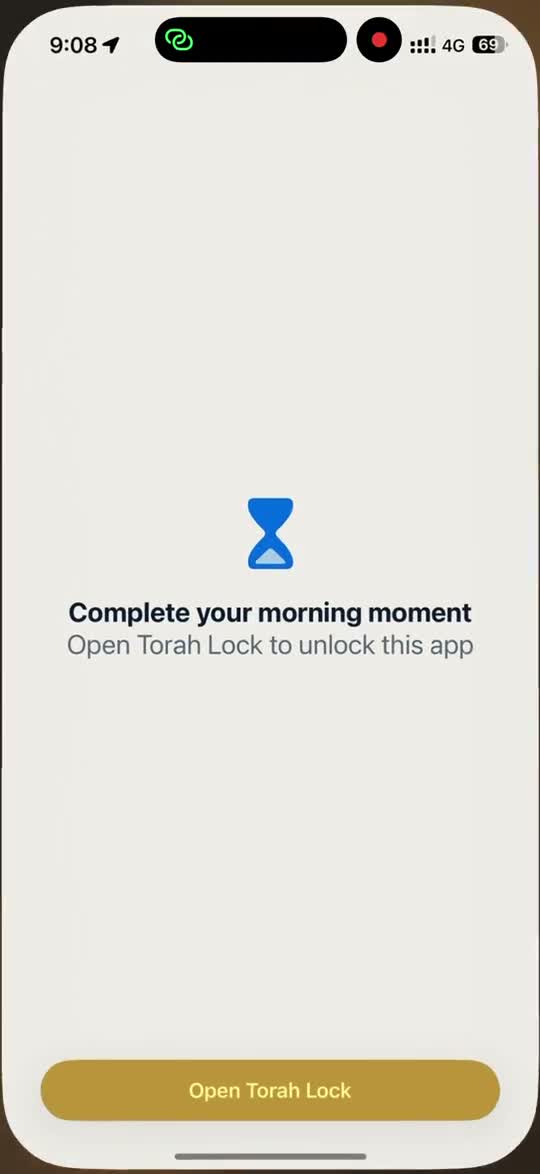 9:08
4G
69
Complete your morning moment
Open Torah Lock to unlock this app
Open Torah Lock